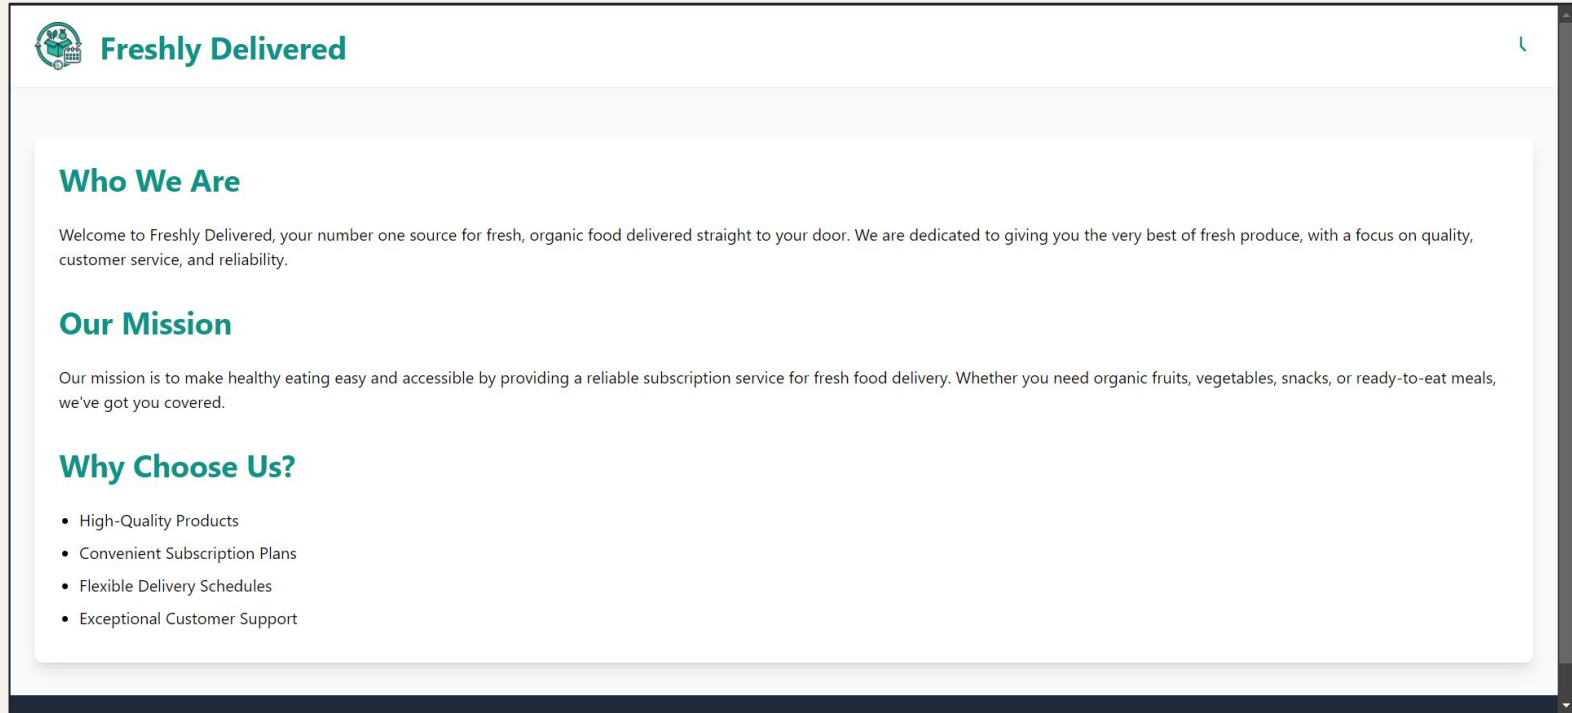 Freshly Delivered
Who We Are
Welcome to Freshly Delivered, your number one source for fresh, organic food delivered straight to your door. We are dedicated to giving you the very best of fresh produce, with a focus on quality,
customer service, and reliability.
Our Mission
Our mission is to make healthy eating easy and accessible by providing a reliable subscription service for fresh food delivery. Whether you need organic fruits, vegetables, snacks, or ready-to-eat meals,
we've got you covered.
Why Choose Us?
• High-Quality Products
• Convenient Subscription Plans
• Flexible Delivery Schedules
• Exceptional Customer Support